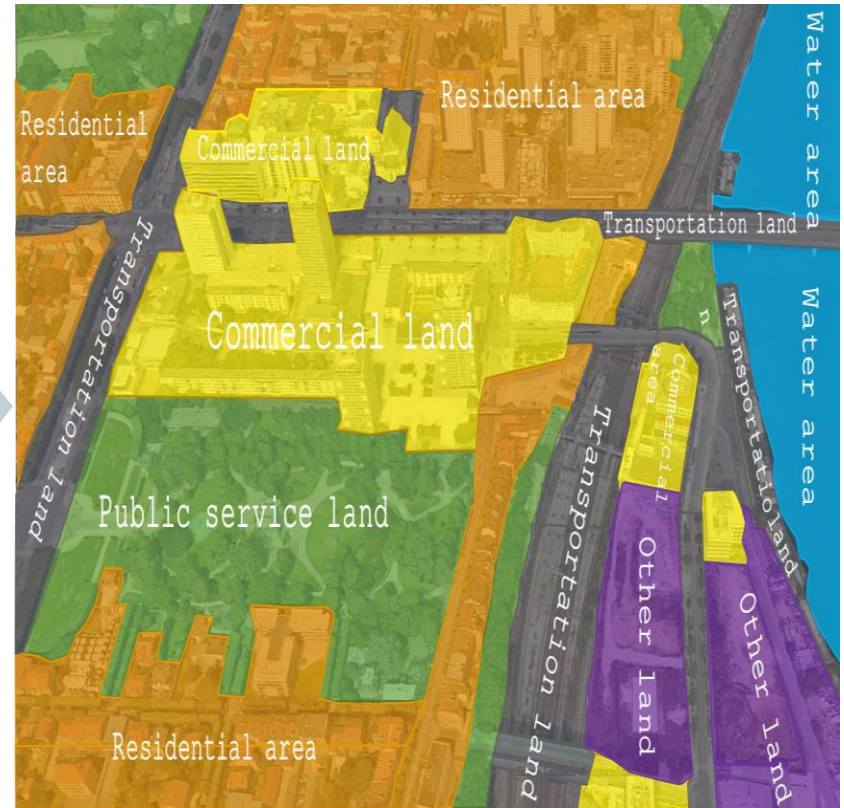 Water area
Residential area
Residential
area
Commercial land
Transportation land
Transportation land
Water area
Commercial land
Commercial
area
Transportatioland
n
Transportation land
Public service land
Other land
Other land
Residential area